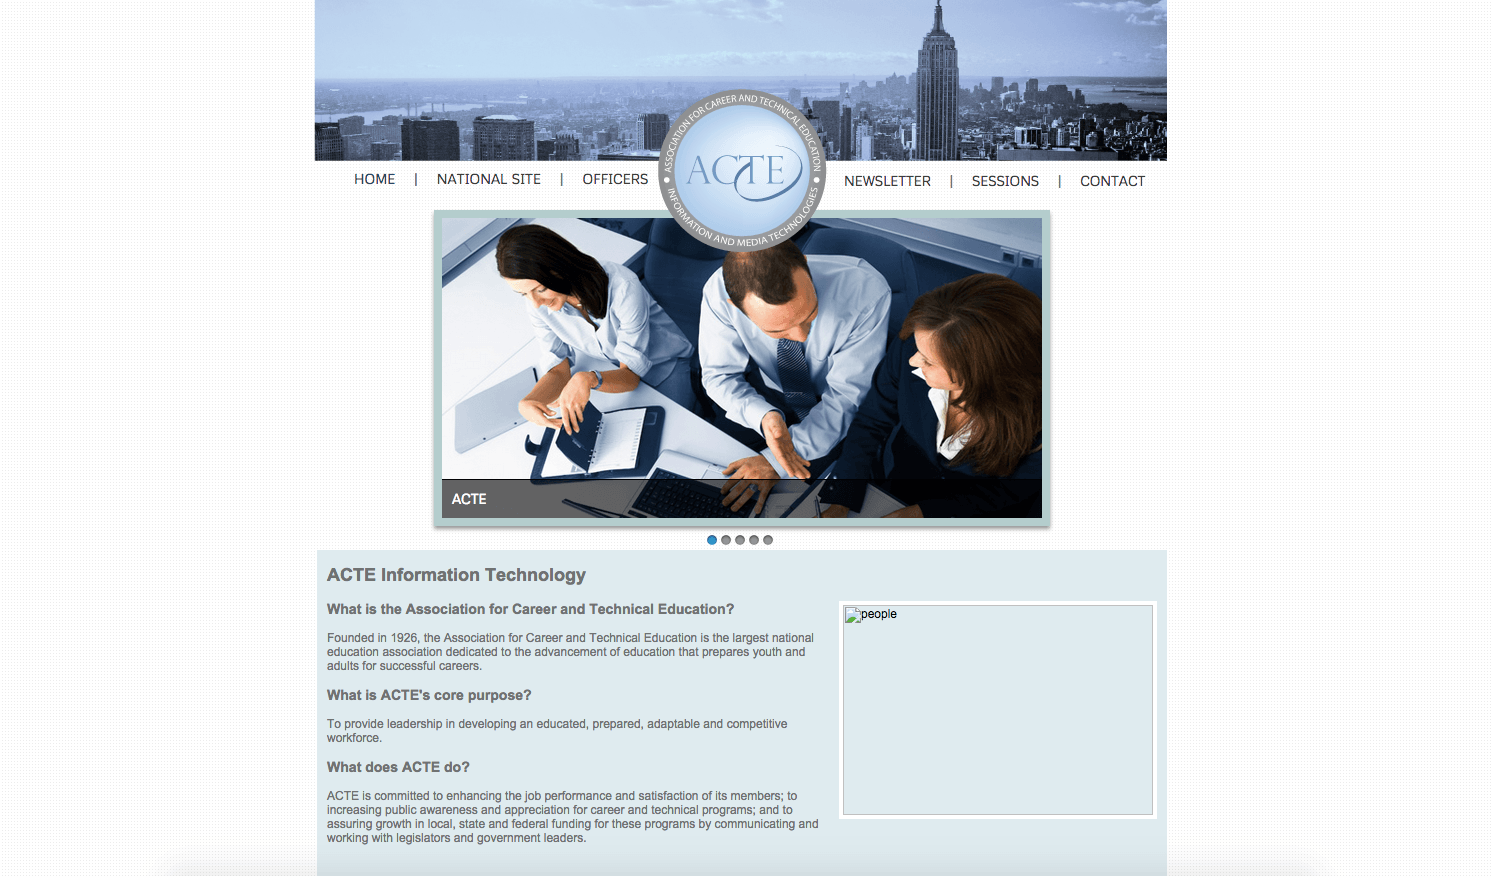 ASSOCIATION FOR CAREER AND TECHNICAL EDUCATION
ACTE
INFORMATION AND MEDIA TECHNOLOGIES
HOME | NATIONAL SITE | OFFICERS
NEWSLETTER | SESSIONS | CONTACT
ACTE
ACTE Information Technology
What is the Association for Career and Technical Education?
Founded in 1926, the Association for Career and Technical Education is the largest national
education association dedicated to the advancement of education that prepares youth and
adults for successful careers.
What is ACTE's core purpose?
To provide leadership in developing an educated, prepared, adaptable and competitive
workforce.
What does ACTE do?
ACTE is committed to enhancing the job performance and satisfaction of its members; to
increasing public awareness and appreciation for career and technical programs; and to
assuring growth in local, state and federal funding for these programs by communicating and
working with legislators and government leaders.
people